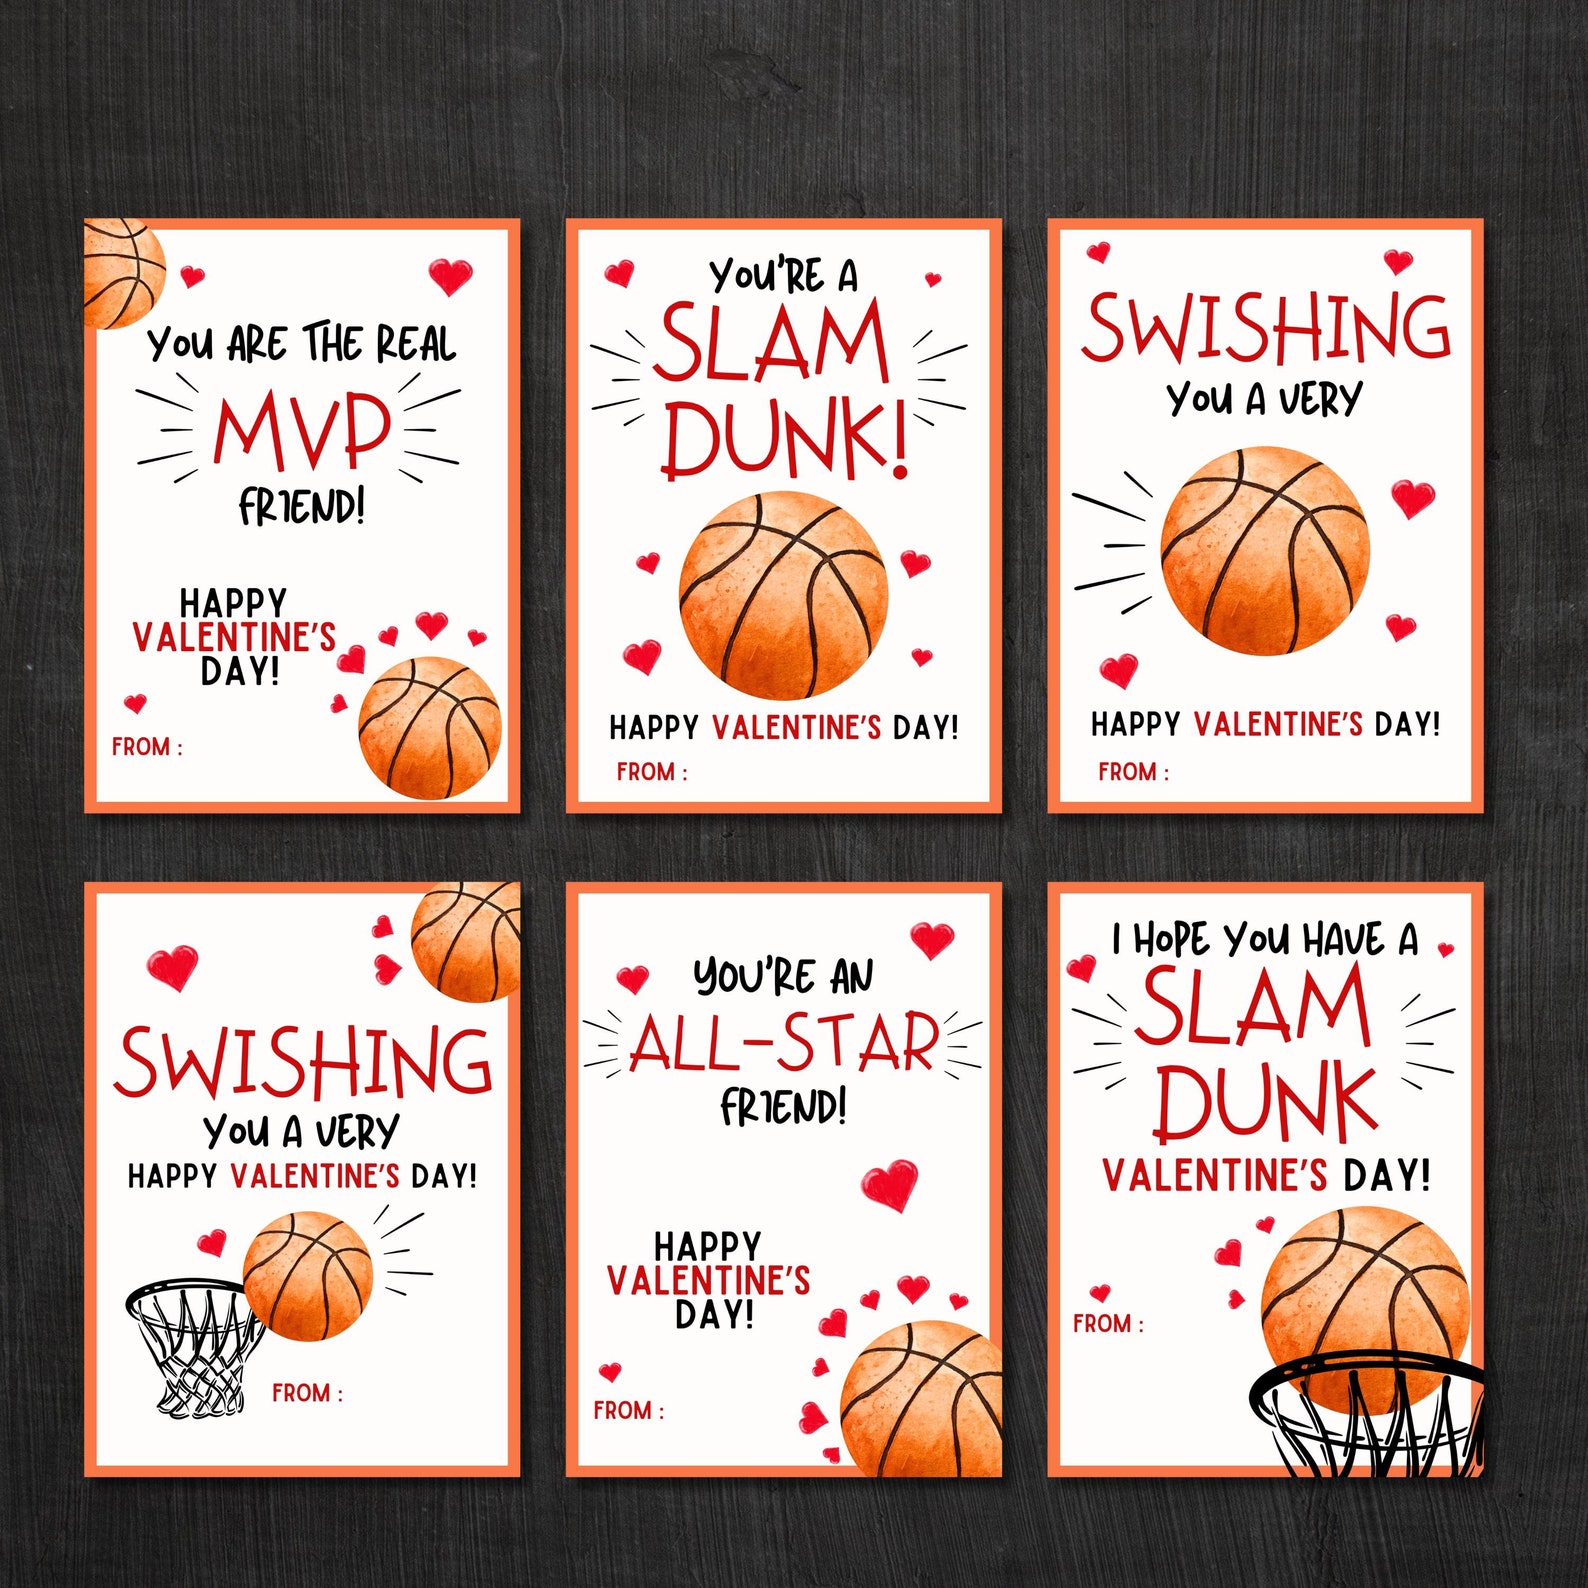 YOU ARE THE REAL
MVP
FRIEND!
HAPPY
VALENTINE'S
DAY!
FROM :
YOU'RE A
SLAM
DUNK!
HAPPY VALENTINE'S DAY!
FROM :
SWISHING
YOU A VERY
HAPPY VALENTINE'S DAY!
FROM :
SWISHING
YOU A VERY
HAPPY VALENTINE'S DAY!
FROM :
YOU'RE AN
ALL-STAR
FRIEND!
HAPPY
VALENTINE'S
DAY!
FROM :
I HOPE YOU HAVE A
SLAM
DUNK
VALENTINE'S DAY!
FROM :